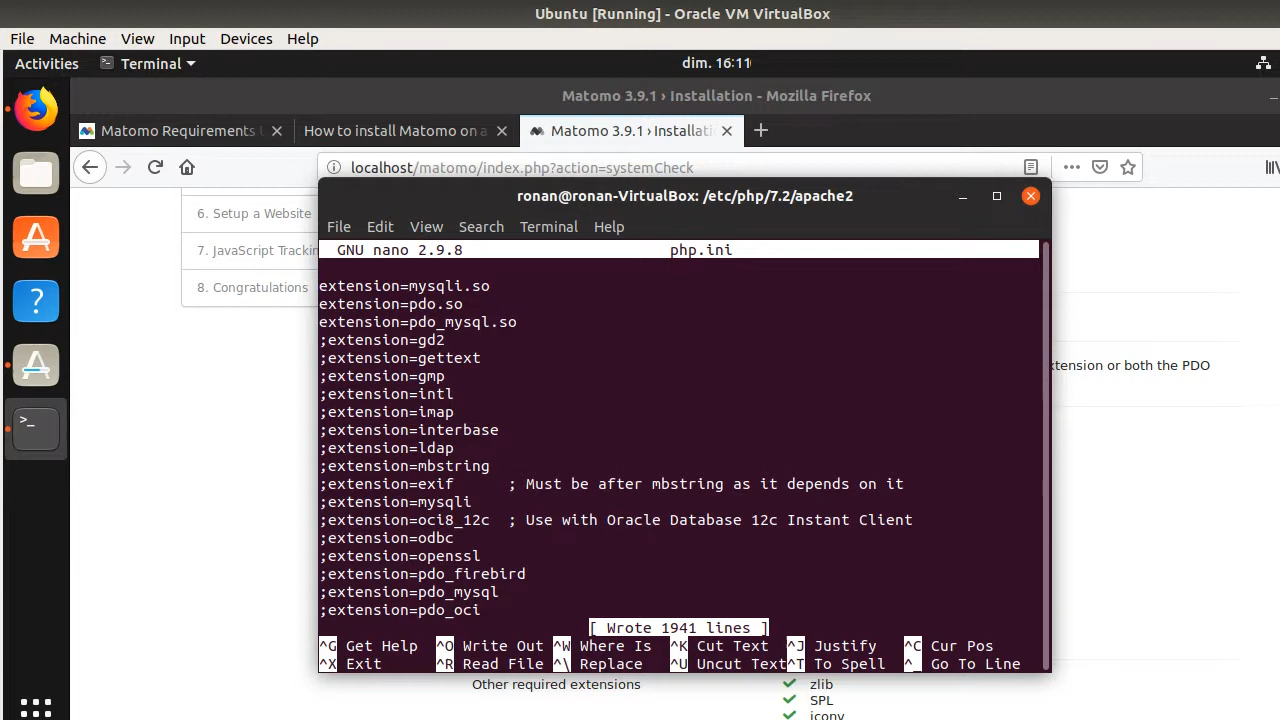 Ubuntu [Running] - Oracle VM VirtualBox
File Machine View Input Devices Help
Activities Terminal dim. 16:11
Matomo 3.9.1 › Installation - Mozilla Firefox
Matomo Requirements How to install Matomo on a Matomo 3.9.1 › Installati
localhost/matomo/index.php?action=systemCheck
ronan@ronan-VirtualBox: /etc/php/7.2/apache2
6. Setup a Website
File Edit View Search Terminal Help
7. JavaScript Trackin
GNU nano 2.9.8 php.ini
8. Congratulations
extension=mysqli.so
extension=pdo.so
extension=pdo_mysql.so
;extension=gd2
;extension=gettext
xtension or both the PDO
;extension=gmp
;extension=intl
;extension=imap
;extension=interbase
;extension=ldap
;extension=mbstring
;extension=exif ; Must be after mbstring as it depends on it
;extension=mysqli
;extension=oci8_12c ; Use with Oracle Database 12c Instant Client
;extension=odbc
;extension=openssl
;extension=pdo_firebird
;extension=pdo_mysql
;extension=pdo_oci
[ Wrote 1941 lines ]
^G Get Help ^O Write Out ^W Where Is ^K Cut Text ^J Justify ^C Cur Pos
^X Exit ^R Read File ^\ Replace ^U Uncut Text ^T To Spell ^_ Go To Line
Other required extensions zlib
SPL
iconv